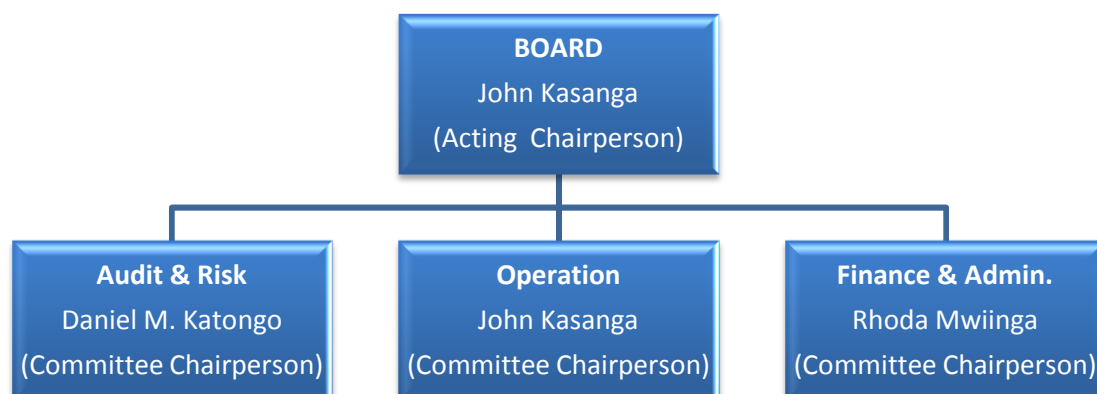 BOARD
John Kasanga
(Acting Chairperson)
Audit & Risk
Daniel M. Katongo
(Committee Chairperson)
Operation
John Kasanga
(Committee Chairperson)
Finance & Admin.
Rhoda Mwiinga
(Committee Chairperson)